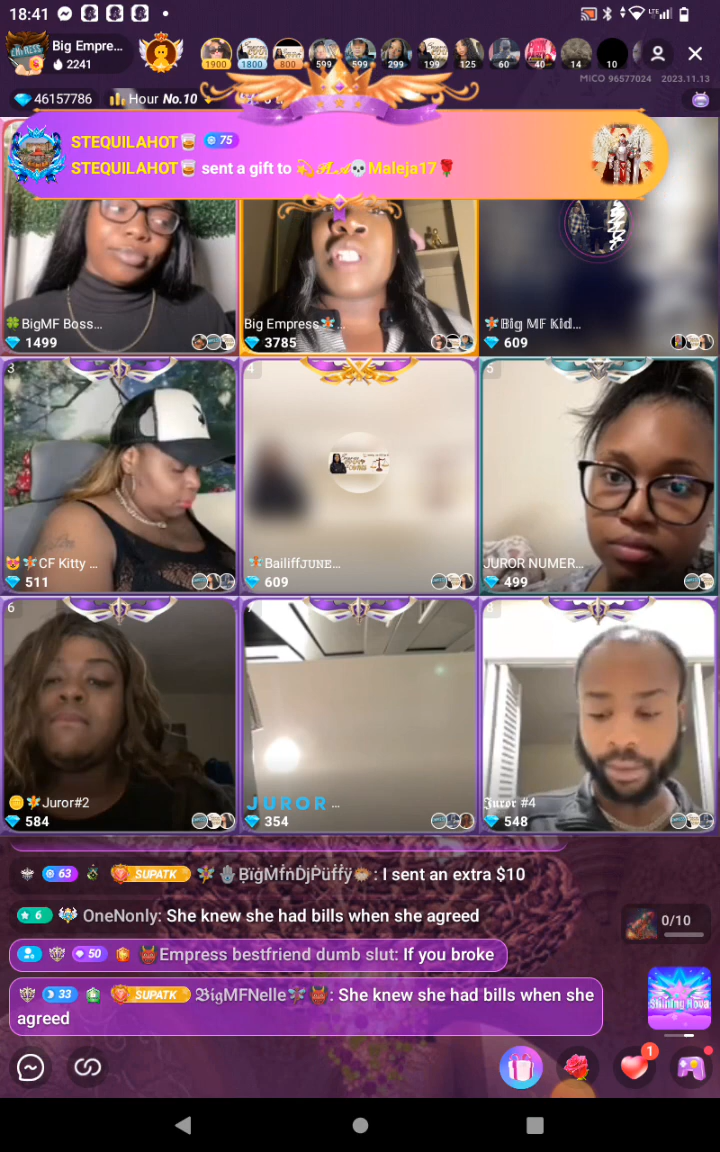 18:41
LTE
Big Empre...
2241
1900
1800
800
599
599
299
199
125
60
40
14
10
MICO 96577024 2023.11.13
46157786
Hour No.10
STEQUILAHOT🥃 75
STEQUILAHOT🥃 sent a gift to 💫𝓟𝓛𝓐💀Maleja17🌹
🍀BigMF Boss...
1499
Big Empress🧚...
3785
🧚𝔹𝕚𝕘 𝕄𝔽 𝕂𝕚𝕕...
609
3
😻🧚CF Kitty ...
511
4
🧚Bailiffᴊᴜɴᴇ...
609
5
JUROR NUMER...
499
6
🪙🧚Juror#2
584
7
JUROR ...
354
8
𝕵𝖚𝖗𝖔𝖗 #4
548
63 SUPATK 🧚🖐🏽ḄïġṀḟṅḊjṖüḟḟÿ: I sent an extra $10
6 OneNonly: She knew she had bills when she agreed
0/10
50 👹Empress bestfriend dumb slut: If you broke
33 SUPATK 𝔅𝔦𝔤MFNelle🧚👹: She knew she had bills when she
agreed
Shining Nova
1